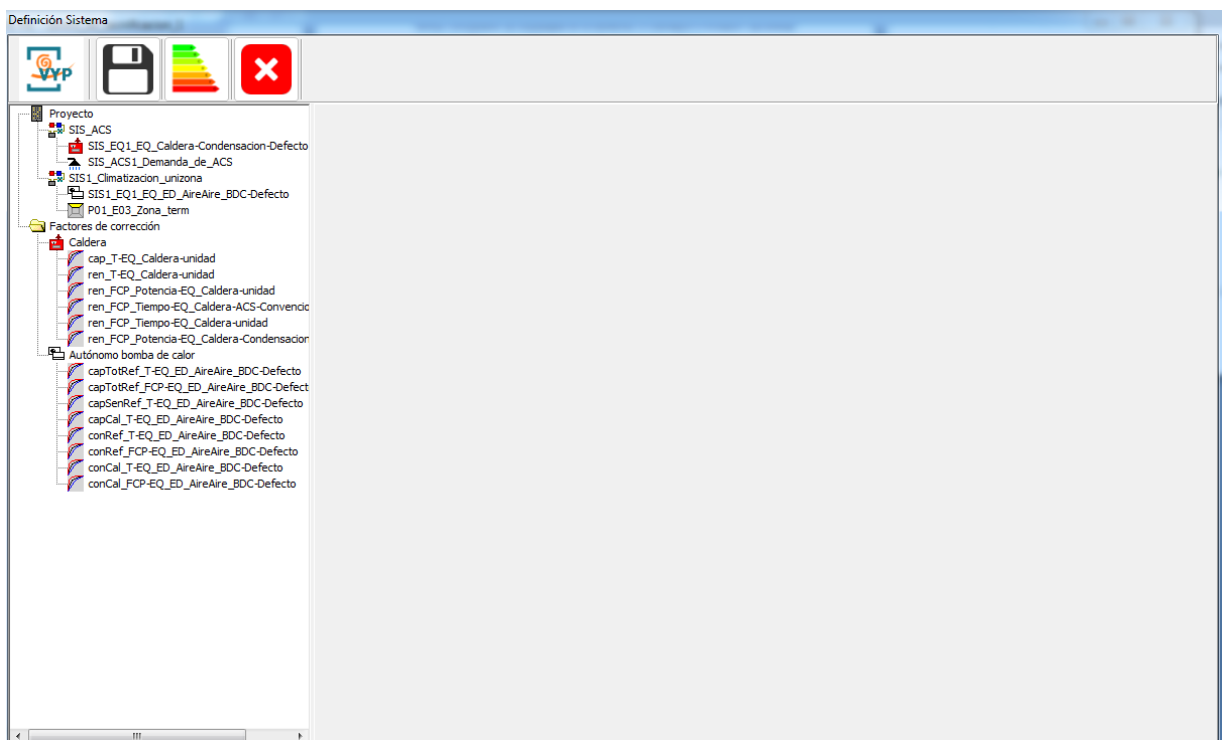 Definición Sistema
VYP
Proyecto
SIS_ACS
SIS_EQ1_EQ_Caldera-Condensacion-Defecto
SIS_ACS1_Demanda_de_ACS
SIS1_Climatizacion_unizona
SIS1_EQ1_EQ_ED_AireAire_BDC-Defecto
P01_E03_Zona_term
Factores de corrección
Caldera
cap_T-EQ_Caldera-unidad
ren_T-EQ_Caldera-unidad
ren_FCP_Potencia-EQ_Caldera-unidad
ren_FCP_Tiempo-EQ_Caldera-ACS-Convencio
ren_FCP_Tiempo-EQ_Caldera-unidad
ren_FCP_Potencia-EQ_Caldera-Condensacion
Autónomo bomba de calor
capTotRef_T-EQ_ED_AireAire_BDC-Defecto
capTotRef_FCP-EQ_ED_AireAire_BDC-Defect
capSenRef_T-EQ_ED_AireAire_BDC-Defecto
capCal_T-EQ_ED_AireAire_BDC-Defecto
conRef_T-EQ_ED_AireAire_BDC-Defecto
conRef_FCP-EQ_ED_AireAire_BDC-Defecto
conCal_T-EQ_ED_AireAire_BDC-Defecto
conCal_FCP-EQ_ED_AireAire_BDC-Defecto